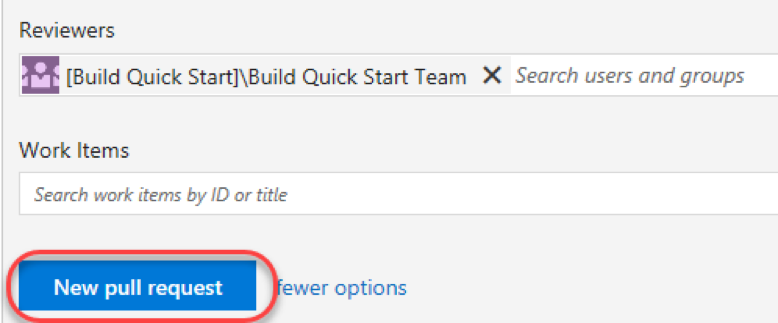 Reviewers
[Build Quick Start]\Build Quick Start Team Search users and groups
Work Items
Search work items by ID or title
New pull request fewer options